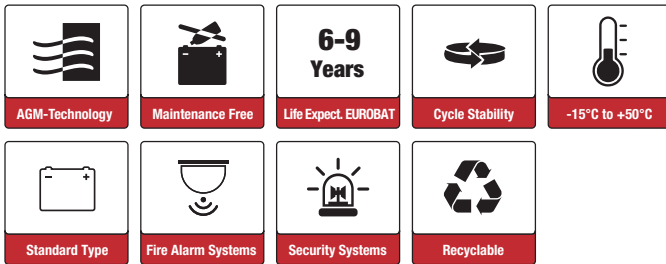 6-9
Years
AGM-Technology
Maintenance Free
Life Expect. EUROBAT
Cycle Stability
-15°C to +50°C
- +
Standard Type
Fire Alarm Systems
Security Systems
Recyclable